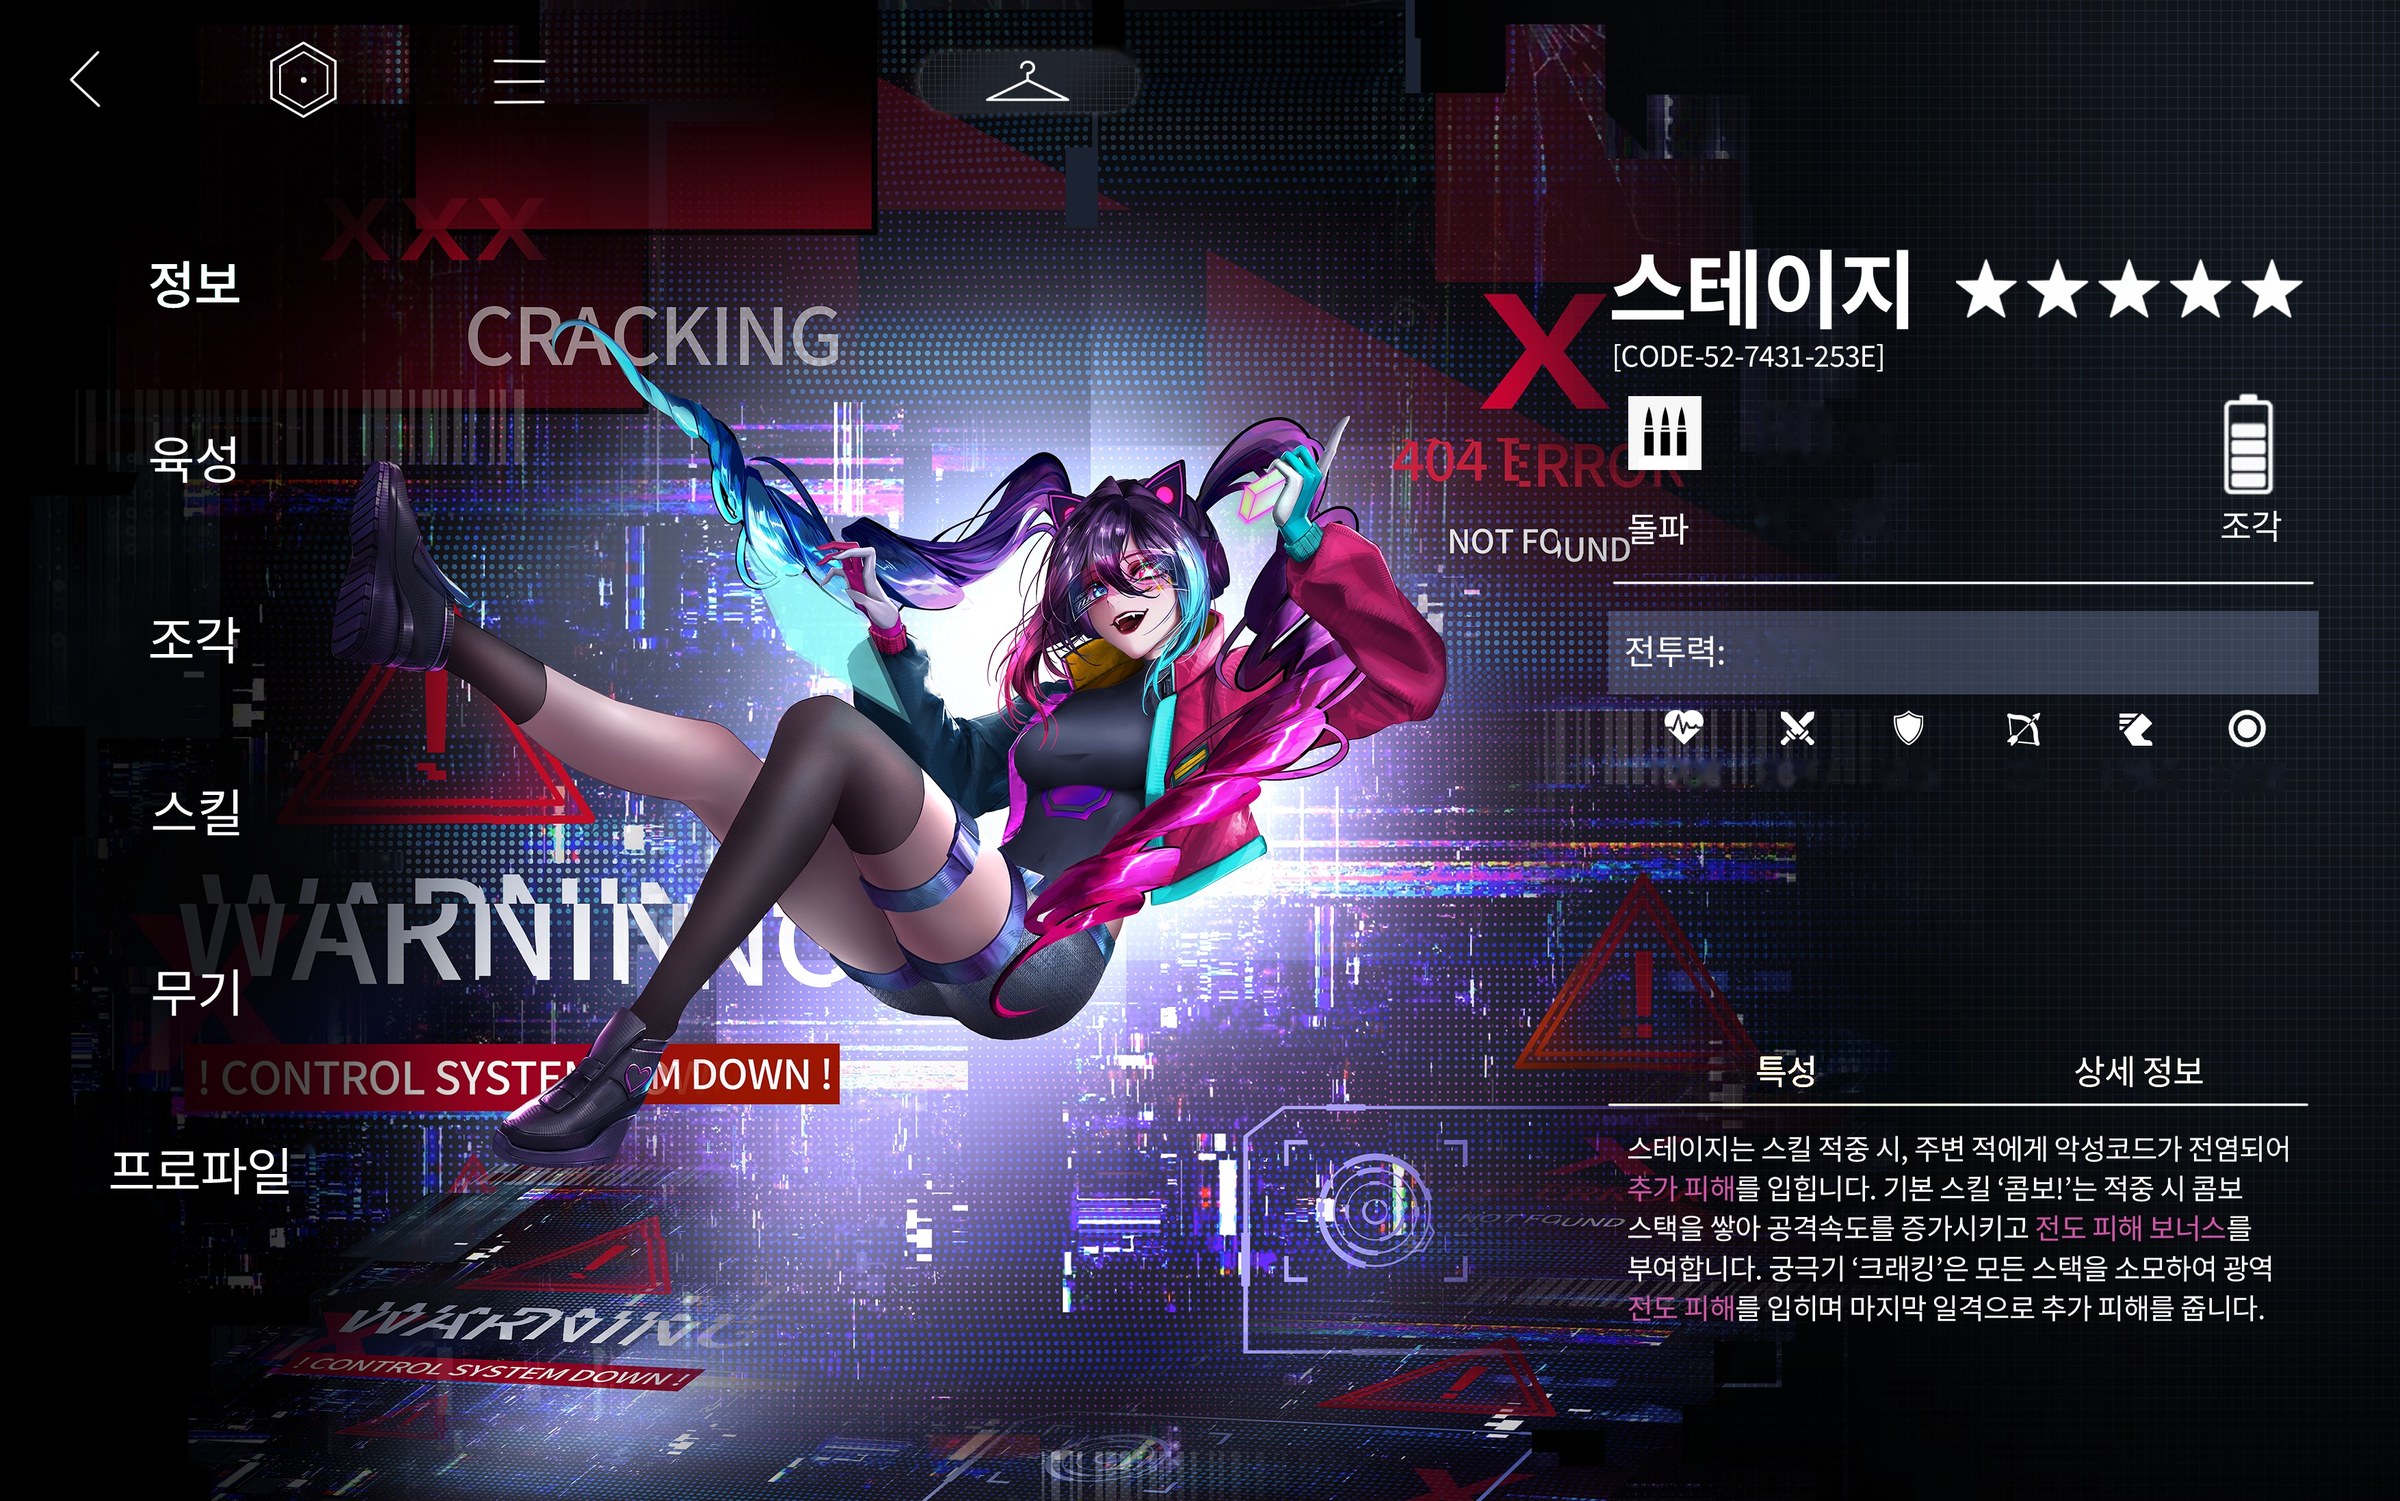 XXX
정보
CRACKING
육성
조각
스킬
WARNING
무기
! CONTROL SYSTEM DOWN !
프로파일
WARNING
! CONTROL SYSTEM DOWN !
X
404 ERROR
NOT FOUND
스테이지 ★★★★★
[CODE-52-7431-253E]
돌파
조각
전투력:
특성
상세 정보
스테이지는 스킬 적중 시, 주변 적에게 악성코드가 전염되어
추가 피해를 입힙니다. 기본 스킬 ‘콤보!’는 적중 시 콤보
스택을 쌓아 공격속도를 증가시키고 전도 피해 보너스를
부여합니다. 궁극기 ‘크래킹’은 모든 스택을 소모하여 광역
전도 피해를 입히며 마지막 일격으로 추가 피해를 줍니다.
NOT FOUND